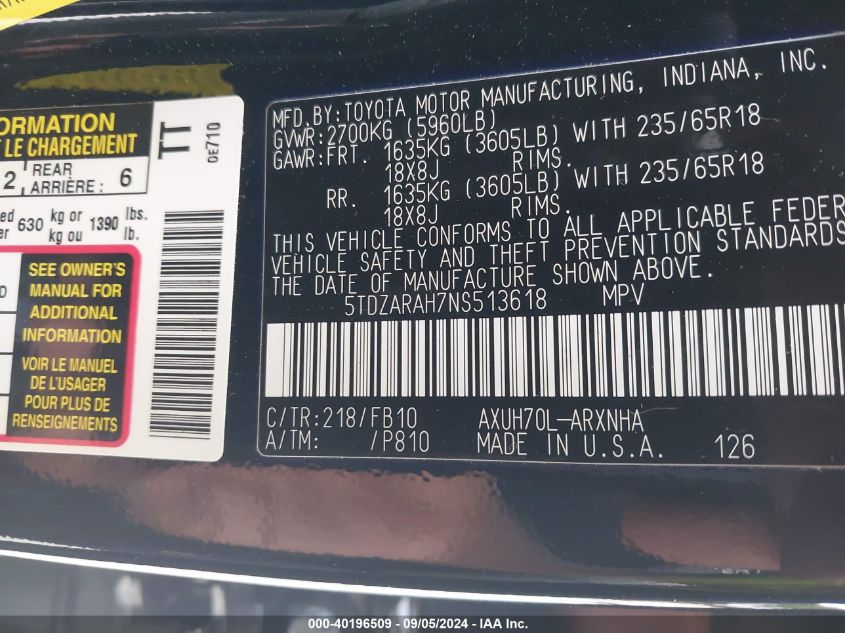 ORMATION
LE CHARGEMENT
2 REAR
ARRIÈRE : 6
630 kg or 1390 lbs.
kg ou lb.
SEE OWNER'S
MANUAL FOR
ADDITIONAL
INFORMATION
VOIR LE MANUEL
DE L'USAGER
POUR PLUS DE
RENSEIGNEMENTS
TT
0E710
MFD.BY:TOYOTA MOTOR MANUFACTURING, INDIANA, INC.
GVWR:2700KG (5960LB)
GAWR:FRT. 1635KG (3605LB) WITH 235/65R18
18X8J RIMS.
RR. 1635KG (3605LB) WITH 235/65R18
18X8J RIMS.
THIS VEHICLE CONFORMS TO ALL APPLICABLE FEDER
VEHICLE SAFETY AND THEFT PREVENTION STANDARDS
THE DATE OF MANUFACTURE SHOWN ABOVE.
5TDZARAH7NS513618 MPV
C/TR:218/FB10 AXUH70L-ARXNHA
A/TM: /P810 MADE IN U.S.A. 126
000-40196509 - 09/05/2024 - IAA Inc.